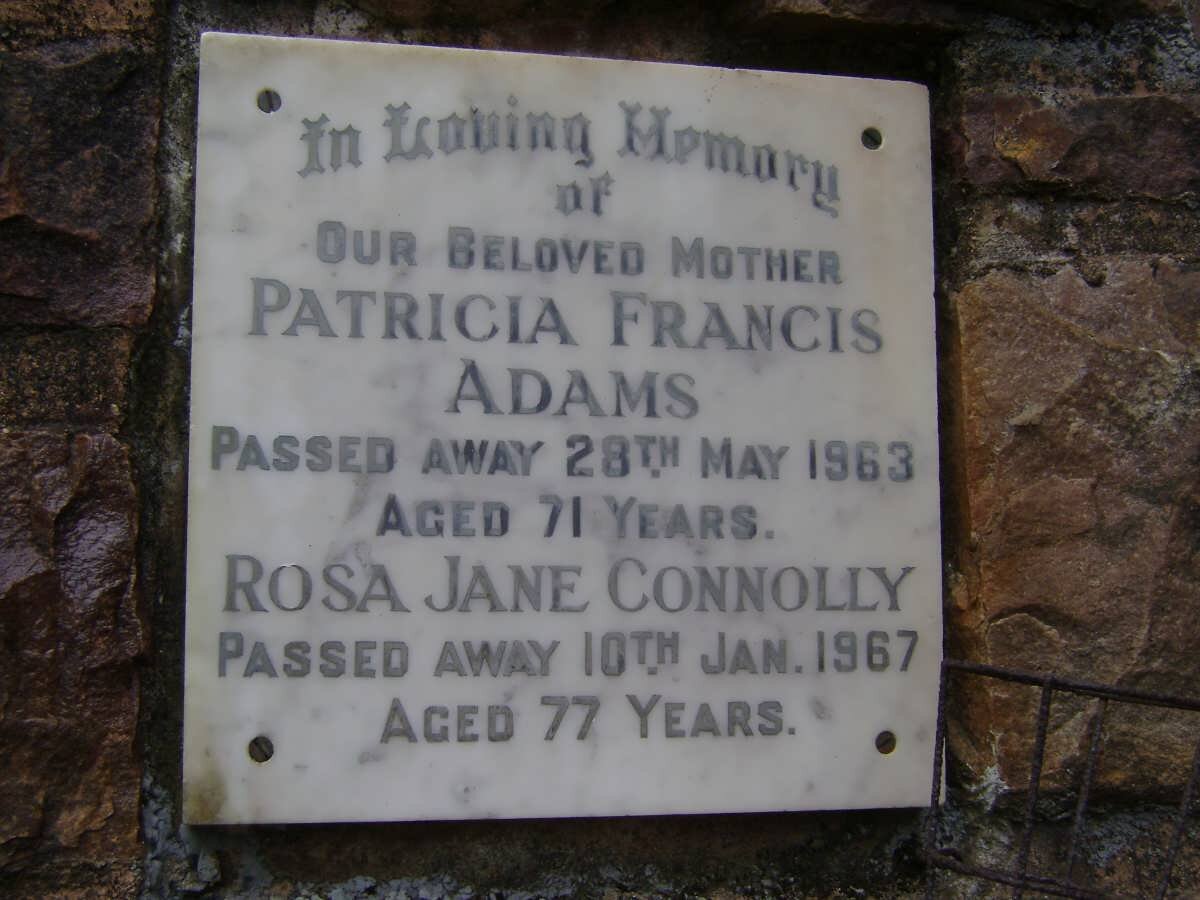 In Loving Memory
of
OUR BELOVED MOTHER
PATRICIA FRANCIS
ADAMS
PASSED AWAY 28TH. MAY 1963
AGED 71 YEARS.
ROSA JANE CONNOLLY
PASSED AWAY 10TH. JAN. 1967
AGED 77 YEARS.